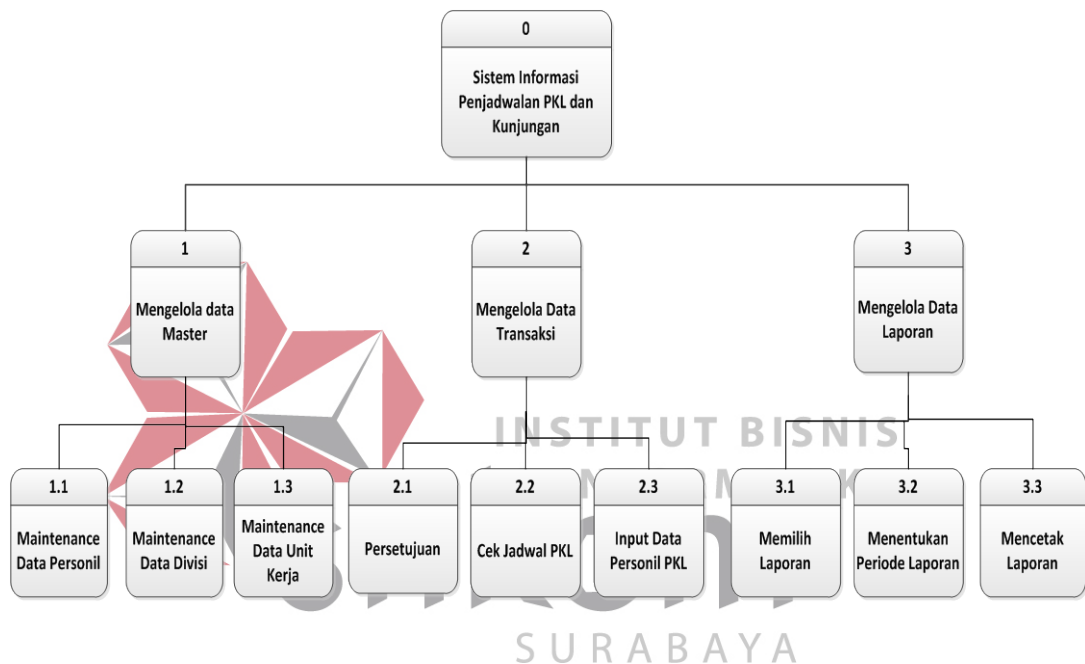 0
Sistem Informasi
Penjadwalan PKL dan
Kunjungan
1
Mengelola data
Master
2
Mengelola Data
Transaksi
3
Mengelola Data
Laporan
1.1
Maintenance
Data Personil
1.2
Maintenance
Data Divisi
1.3
Maintenance
Data Unit
Kerja
2.1
Persetujuan
2.2
Cek Jadwal PKL
2.3
Input Data
Personil PKL
3.1
Memilih
Laporan
3.2
Menentukan
Periode Laporan
3.3
Mencetak
Laporan
INSTITUT BISNIS
SURABAYA